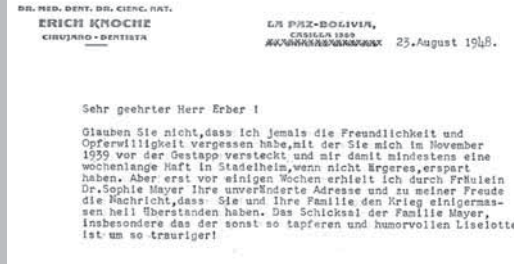 DR. MED. DENT. DR. CIENC. NAT.
ERICH KNOCHE
CIRUJANO - DENTISTA
LA PAZ-BOLIVIA,
CASILLA 1569
23.August 1948.
Sehr geehrter Herr Erber !
Glauben Sie nicht,dass ich jemals die Freundlichkeit und
Opferwilligkeit vergessen habe,mit der Sie mich im November
1939 vor der Gestapp versteckt und mir damit mindestens eine
wochenlange Haft in Stadelheim,wenn nicht Ärgeres,erspart
haben. Aber erst vor einigen Wochen erhielt ich durch Fräulein
Dr.Sophie Mayer Ihre unveränderte Adresse und zu meiner Freude
die Nachricht,dass Sie und Ihre Familie den Krieg einigermas-
sen heil überstanden haben. Das Schicksal der Familie Mayer,
insbesondere das der sonst so tapferen und humorvollen Liselotte
ist um so trauriger!